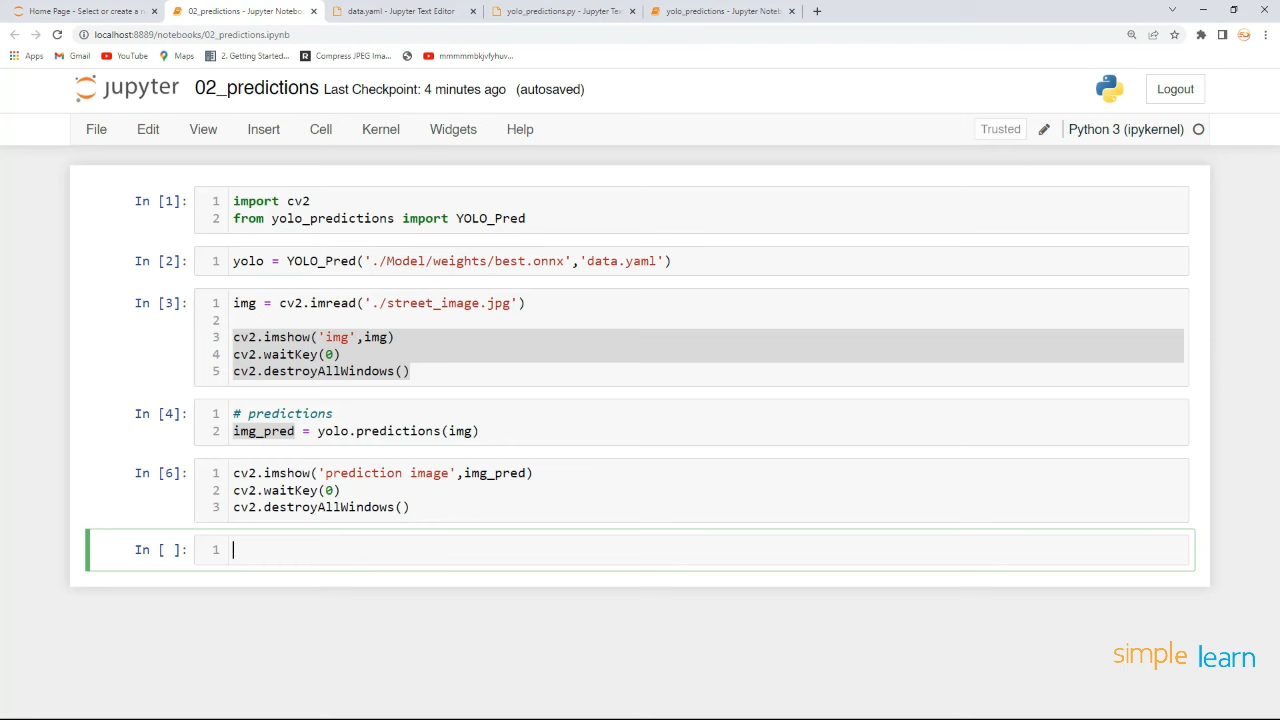 Home Page - Select or create a n
02_predictions - Jupyter Noteboo
data.yaml - Jupyter Text Editor
yolo_predictions.py - Jupyter Tex
yolo_predictions - Jupyter Noteb
localhost:8889/notebooks/02_predictions.ipynb
Apps
Gmail
YouTube
Maps
2. Getting Started...
Compress JPEG Ima...
mmmmmbkjvfyhuv...
jupyter
02_predictions Last Checkpoint: 4 minutes ago (autosaved)
Logout
File Edit View Insert Cell Kernel Widgets Help
Trusted
Python 3 (ipykernel)
In [1]:
1 import cv2
2 from yolo_predictions import YOLO_Pred
In [2]:
1 yolo = YOLO_Pred('./Model/weights/best.onnx','data.yaml')
In [3]:
1 img = cv2.imread('./street_image.jpg')
2
3 cv2.imshow('img',img)
4 cv2.waitKey(0)
5 cv2.destroyAllWindows()
In [4]:
1 # predictions
2 img_pred = yolo.predictions(img)
In [6]:
1 cv2.imshow('prediction image',img_pred)
2 cv2.waitKey(0)
3 cv2.destroyAllWindows()
In [ ]:
1
simple learn